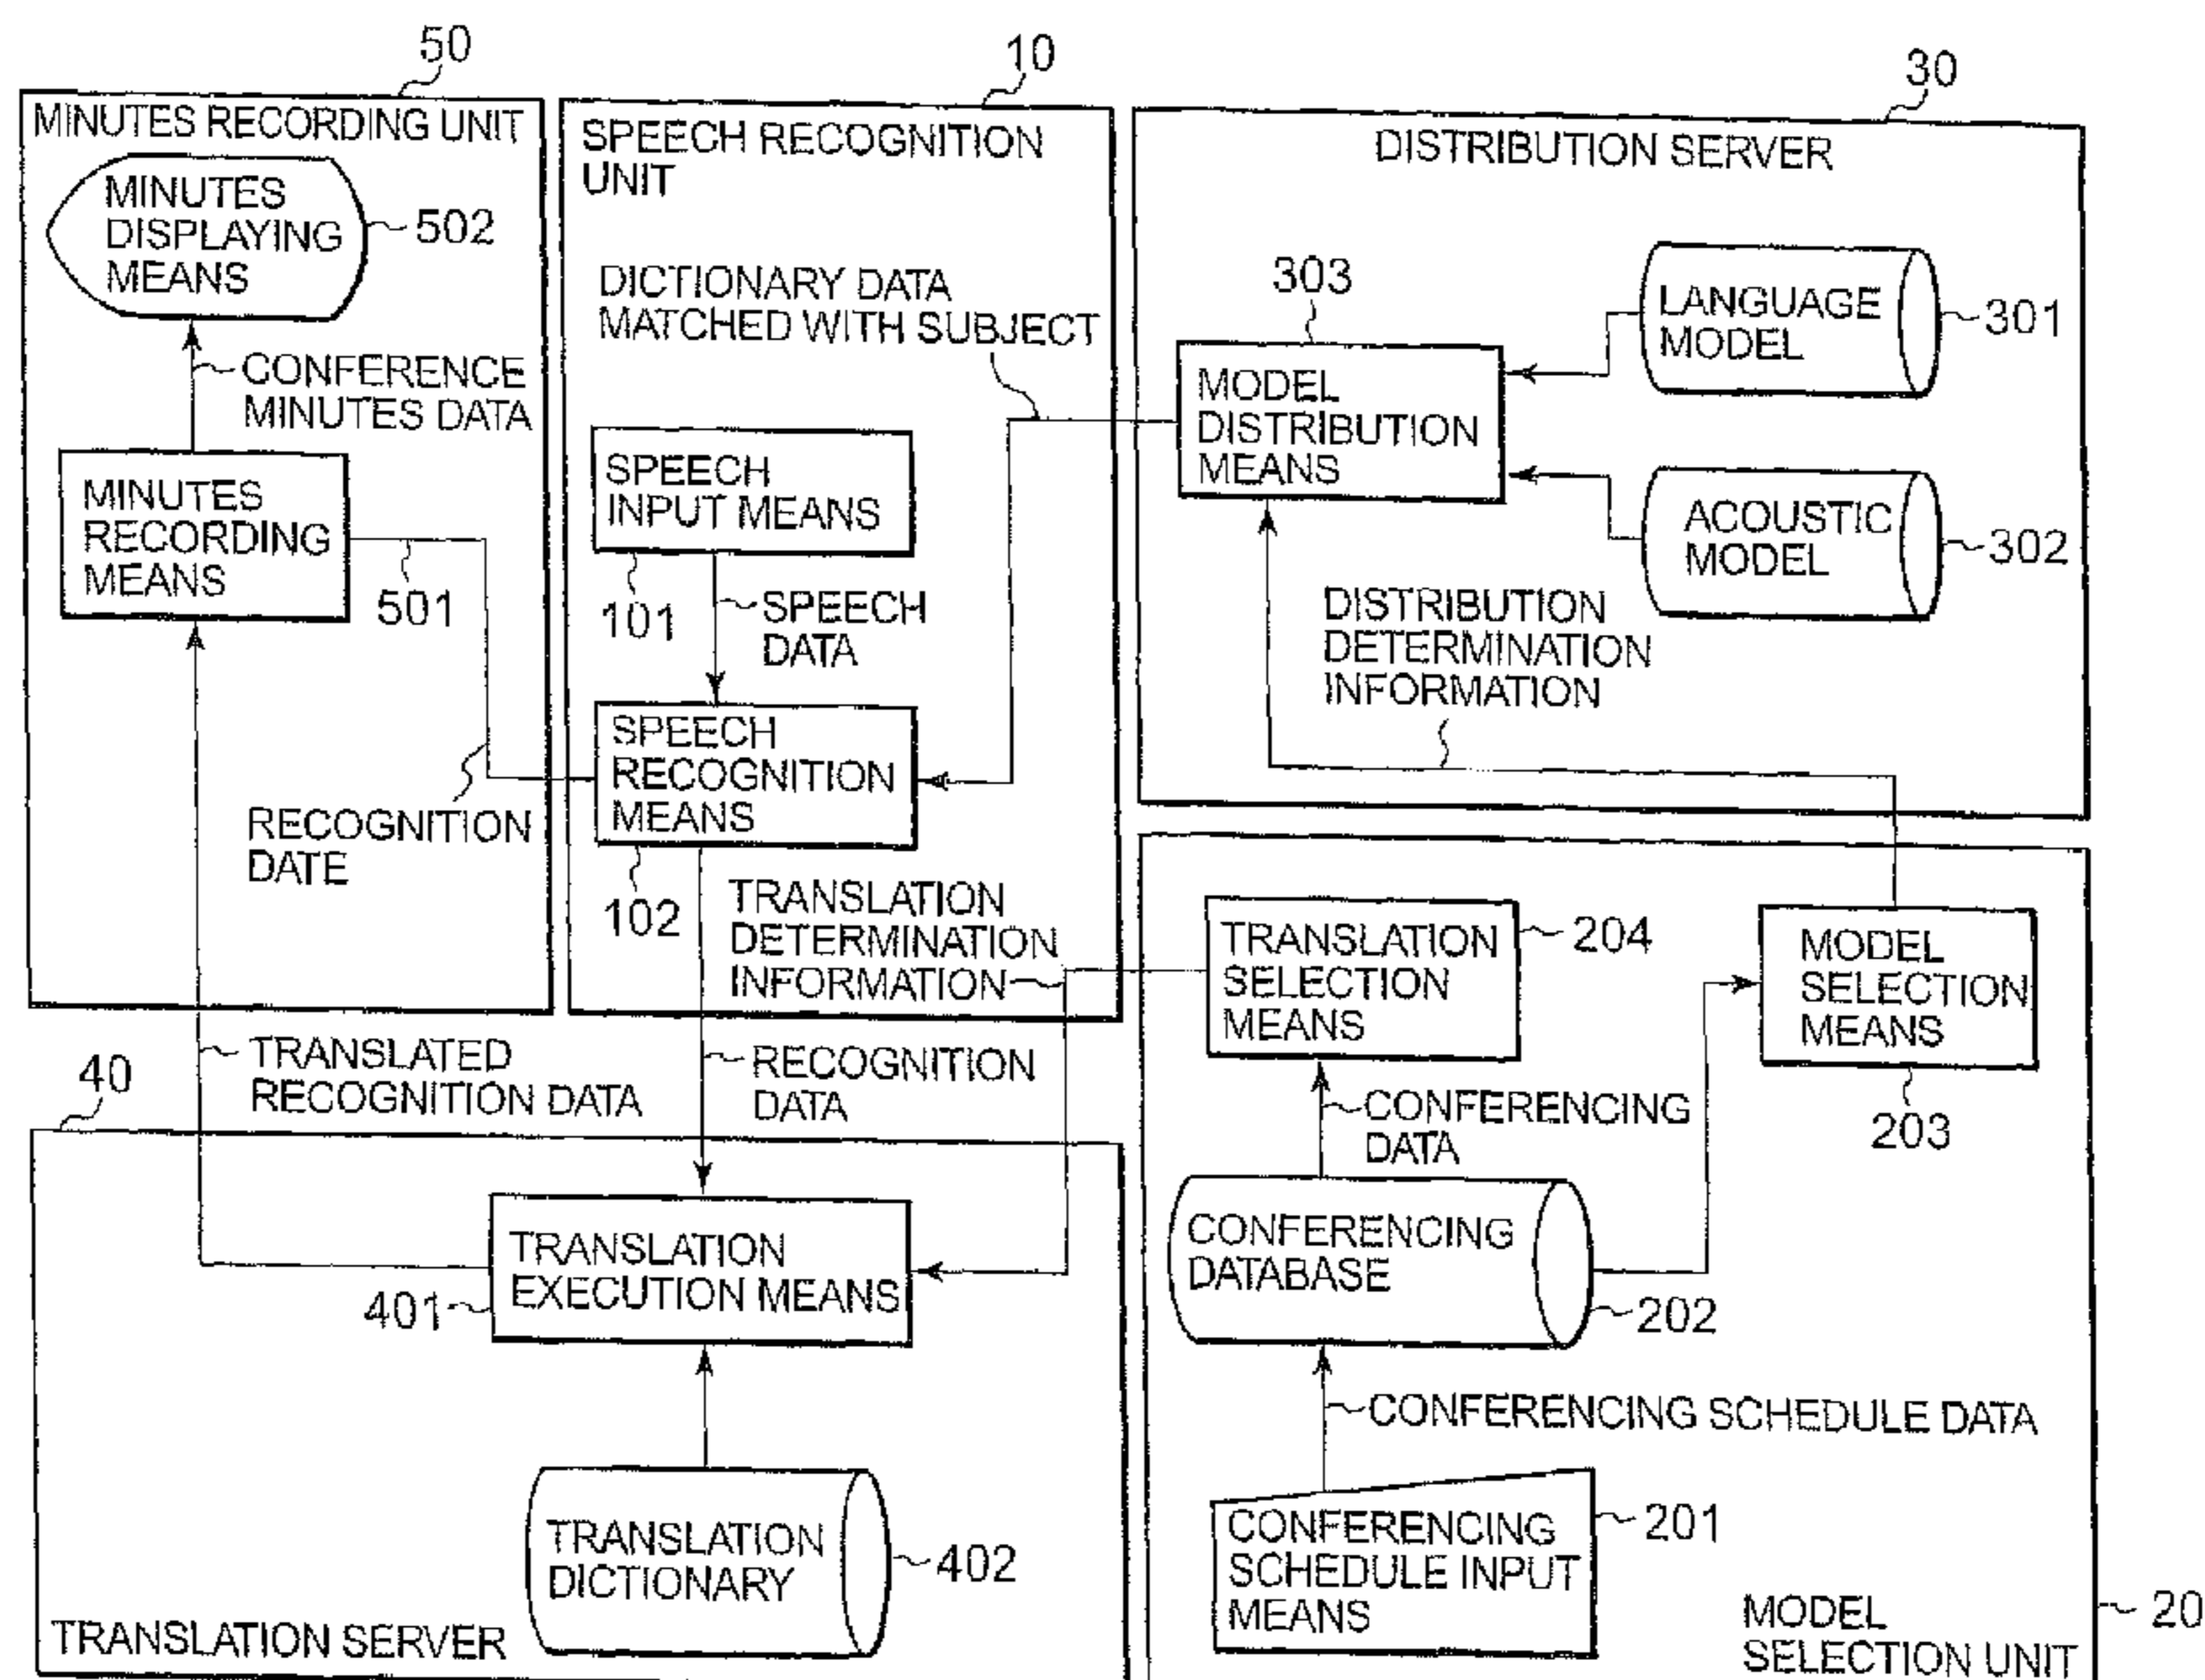 50
MINUTES RECORDING UNIT
MINUTES
DISPLAYING
MEANS
502
CONFERENCE
MINUTES DATA
MINUTES
RECORDING
MEANS
501
RECOGNITION
DATE
10
SPEECH RECOGNITION
UNIT
DICTIONARY DATA
MATCHED WITH SUBJECT
SPEECH
INPUT MEANS
101
SPEECH
DATA
SPEECH
RECOGNITION
MEANS
102
TRANSLATION
DETERMINATION
INFORMATION
30
DISTRIBUTION SERVER
303
MODEL
DISTRIBUTION
MEANS
LANGUAGE
MODEL
301
ACOUSTIC
MODEL
302
DISTRIBUTION
DETERMINATION
INFORMATION
TRANSLATED
RECOGNITION DATA
RECOGNITION
DATA
40
TRANSLATION
EXECUTION MEANS
401
TRANSLATION
DICTIONARY
402
TRANSLATION SERVER
TRANSLATION
SELECTION
MEANS
204
MODEL
SELECTION
MEANS
203
CONFERENCING
DATA
CONFERENCING
DATABASE
202
CONFERENCING SCHEDULE DATA
CONFERENCING
SCHEDULE INPUT
MEANS
201
MODEL
SELECTION UNIT
20